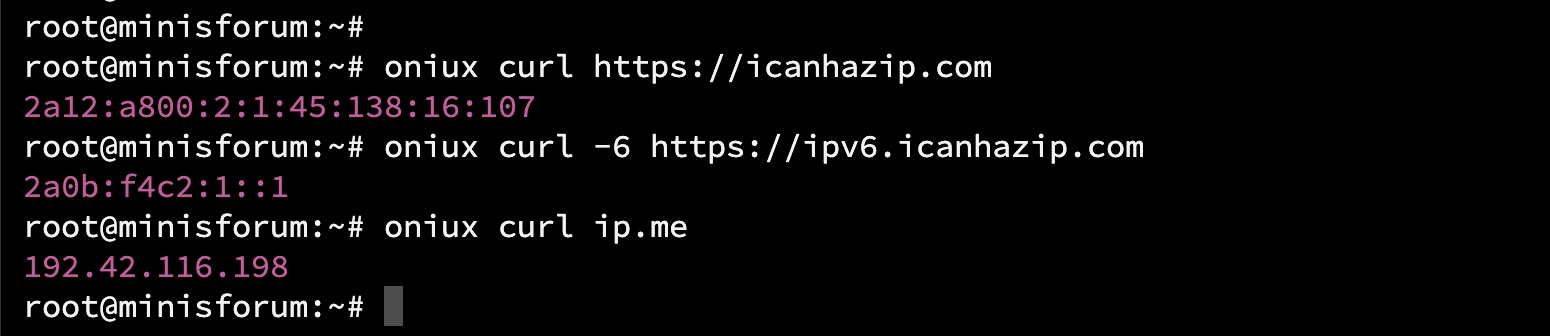 root@minisforum:~#
root@minisforum:~# oniux curl https://icanhazip.com
2a12:a800:2:1:45:138:16:107
root@minisforum:~# oniux curl -6 https://ipv6.icanhazip.com
2a0b:f4c2:1::1
root@minisforum:~# oniux curl ip.me
192.42.116.198
root@minisforum:~#